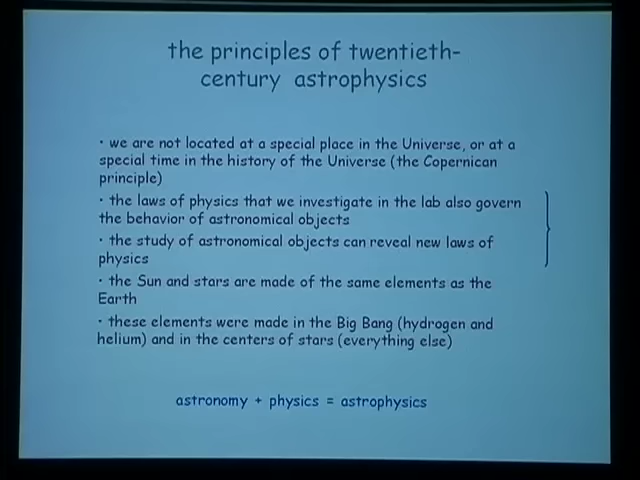 the principles of twentieth-
century astrophysics
· we are not located at a special place in the Universe, or at a
special time in the history of the Universe (the Copernican
principle)
· the laws of physics that we investigate in the lab also govern
the behavior of astronomical objects
· the study of astronomical objects can reveal new laws of
physics
· the Sun and stars are made of the same elements as the
Earth
· these elements were made in the Big Bang (hydrogen and
helium) and in the centers of stars (everything else)
astronomy + physics = astrophysics